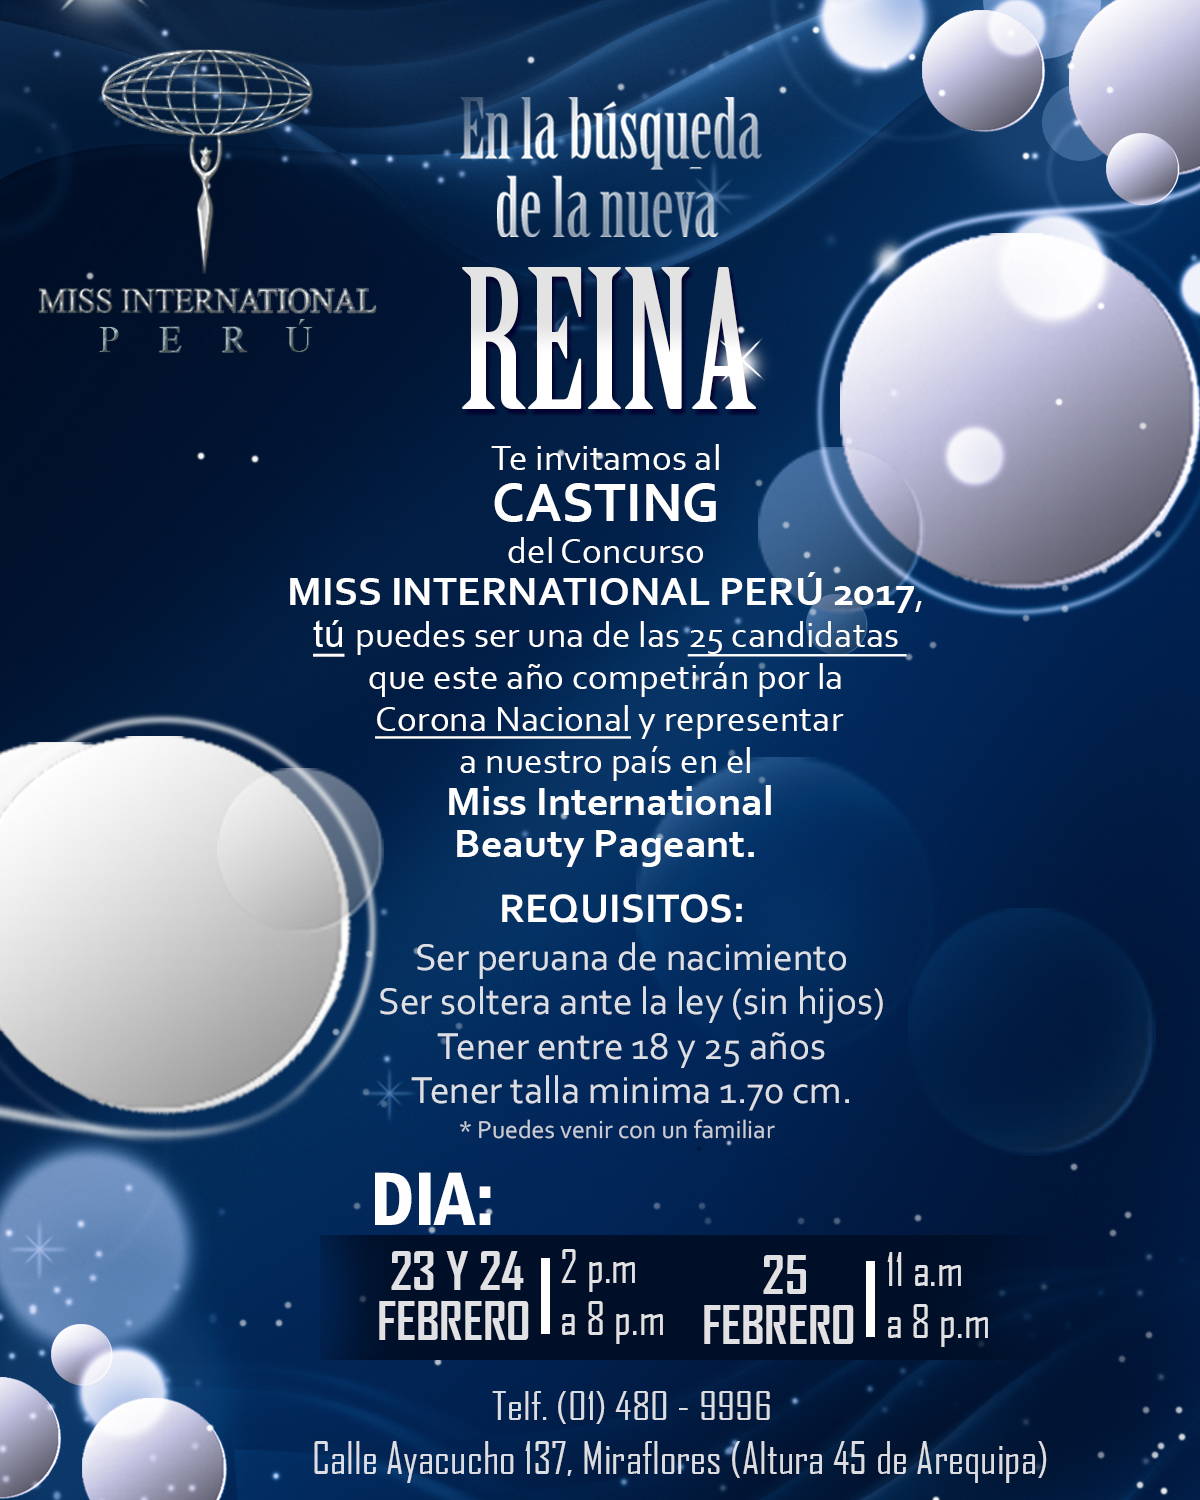 MISS INTERNATIONAL
PERÚ
En la búsqueda
de la nueva
REINA
Te invitamos al
CASTING
del Concurso
MISS INTERNATIONAL PERÚ 2017,
tú puedes ser una de las 25 candidatas
que este año competirán por la
Corona Nacional y representar
a nuestro país en el
Miss International
Beauty Pageant.
REQUISITOS:
Ser peruana de nacimiento
Ser soltera ante la ley (sin hijos)
Tener entre 18 y 25 años
Tener talla minima 1.70 cm.
* Puedes venir con un familiar
DIA:
23 Y 24
FEBRERO
2 p.m
a 8 p.m
25
FEBRERO
11 a.m
a 8 p.m
Telf. (01) 480 - 9996
Calle Ayacucho 137, Miraflores (Altura 45 de Arequipa)